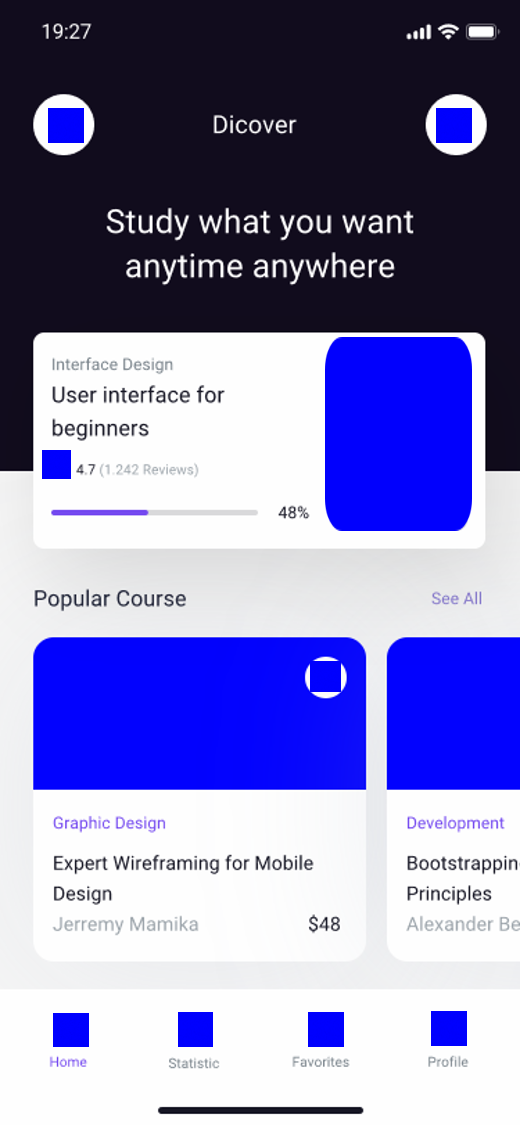 19:27
Dicover
Study what you want
anytime anywhere
Interface Design
User interface for
beginners
4.7 (1.242 Reviews)
48%
Popular Course
See All
Graphic Design
Expert Wireframing for Mobile
Design
Jerremy Mamika
$48
Development
Bootstrappin
Principles
Alexander Be
Home
Statistic
Favorites
Profile